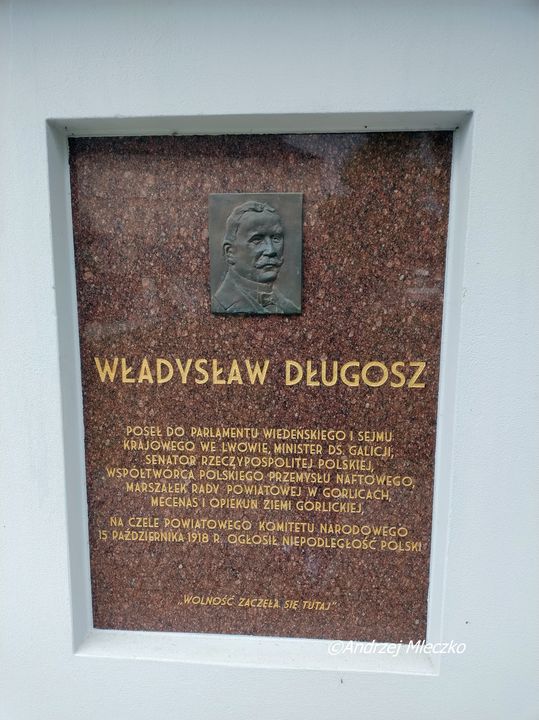 WŁADYSŁAW DŁUGOSZ
POSEŁ DO PARLAMENTU WIEDEŃSKIEGO I SEJMU
KRAJOWEGO WE LWOWIE, MINISTER DS. GALICJI,
SENATOR RZECZYPOSPOLITEJ POLSKIEJ,
WSPÓŁTWÓRCA POLSKIEGO PRZEMYSŁU NAFTOWEGO,
MARSZAŁEK RADY POWIATOWEJ W GORLICACH,
MECENAS I OPIEKUN ZIEMI GORLICKIEJ,
NA CZELE POWIATOWEGO KOMITETU NARODOWEGO
15 PAŹDZIERNIKA 1918 R. OGŁOSIŁ NIEPODLEGŁOŚĆ POLSKI
„WOLNOŚĆ ZACZĘŁA SIĘ TUTAJ”
©Andrzej Mleczko